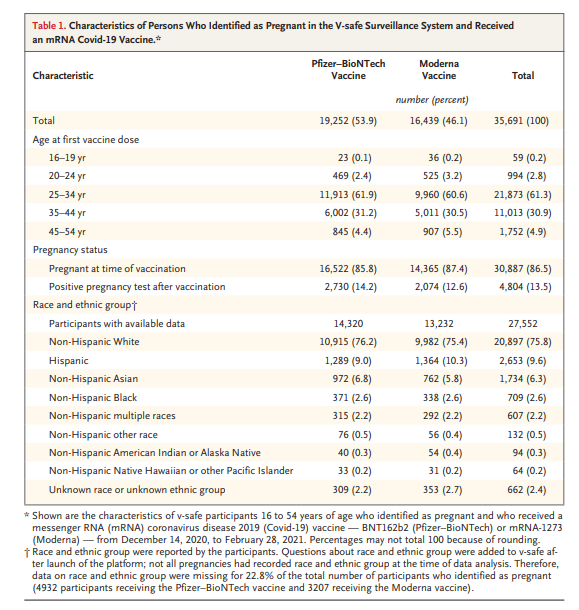 Table 1. Characteristics of Persons Who Identified as Pregnant in the V-safe Surveillance System and Received
an mRNA Covid-19 Vaccine.*
Characteristic Pfizer–BioNTech Vaccine Moderna Vaccine Total
number (percent)
Total 19,252 (53.9) 16,439 (46.1) 35,691 (100)
Age at first vaccine dose
16–19 yr 23 (0.1) 36 (0.2) 59 (0.2)
20–24 yr 469 (2.4) 525 (3.2) 994 (2.8)
25–34 yr 11,913 (61.9) 9,960 (60.6) 21,873 (61.3)
35–44 yr 6,002 (31.2) 5,011 (30.5) 11,013 (30.9)
45–54 yr 845 (4.4) 907 (5.5) 1,752 (4.9)
Pregnancy status
Pregnant at time of vaccination 16,522 (85.8) 14,365 (87.4) 30,887 (86.5)
Positive pregnancy test after vaccination 2,730 (14.2) 2,074 (12.6) 4,804 (13.5)
Race and ethnic group†
Participants with available data 14,320 13,232 27,552
Non-Hispanic White 10,915 (76.2) 9,982 (75.4) 20,897 (75.8)
Hispanic 1,289 (9.0) 1,364 (10.3) 2,653 (9.6)
Non-Hispanic Asian 972 (6.8) 762 (5.8) 1,734 (6.3)
Non-Hispanic Black 371 (2.6) 338 (2.6) 709 (2.6)
Non-Hispanic multiple races 315 (2.2) 292 (2.2) 607 (2.2)
Non-Hispanic other race 76 (0.5) 56 (0.4) 132 (0.5)
Non-Hispanic American Indian or Alaska Native 40 (0.3) 54 (0.4) 94 (0.3)
Non-Hispanic Native Hawaiian or other Pacific Islander 33 (0.2) 31 (0.2) 64 (0.2)
Unknown race or unknown ethnic group 309 (2.2) 353 (2.7) 662 (2.4)
* Shown are the characteristics of v-safe participants 16 to 54 years of age who identified as pregnant and who received a
messenger RNA (mRNA) coronavirus disease 2019 (Covid-19) vaccine — BNT162b2 (Pfizer–BioNTech) or mRNA-1273
(Moderna) — from December 14, 2020, to February 28, 2021. Percentages may not total 100 because of rounding.
† Race and ethnic group were reported by the participants. Questions about race and ethnic group were added to v-safe af-
ter launch of the platform; not all pregnancies had recorded race and ethnic group at the time of data analysis. Therefore,
data on race and ethnic group were missing for 22.8% of the total number of participants who identified as pregnant
(4932 participants receiving the Pfizer–BioNTech vaccine and 3207 receiving the Moderna vaccine).